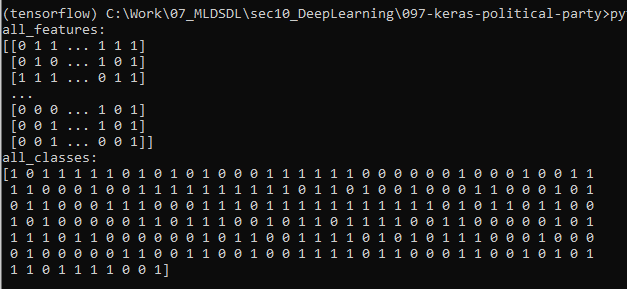 (tensorflow) C:\Work\07_MLDSDL\sec10_DeepLearning\097-keras-political-party>py
all_features:
[[0 1 1 ... 1 1 1]
 [0 1 0 ... 1 0 1]
 [1 1 1 ... 0 1 1]
 ...
 [0 0 0 ... 1 0 1]
 [0 0 1 ... 1 0 1]
 [0 0 1 ... 0 0 1]]
all_classes:
[1 0 1 1 1 1 1 0 1 0 1 0 1 0 0 0 1 1 1 1 1 1 0 0 0 0 0 0 1 0 0 0 1 0 0 1 1
 1 1 0 0 0 1 0 0 1 1 1 1 1 1 1 1 1 1 0 1 1 0 1 0 0 1 0 0 0 1 1 0 0 0 1 0 1
 0 1 1 0 0 0 1 1 1 0 0 0 1 1 0 1 1 1 1 1 1 1 1 1 1 1 0 1 0 1 1 0 1 1 0 0
 1 0 1 0 0 0 0 0 1 1 0 1 1 1 0 0 1 0 1 1 0 1 1 1 1 0 0 1 1 0 0 0 0 0 1 0 1
 1 1 1 0 1 1 0 0 0 0 0 0 1 0 1 1 0 0 1 1 1 1 0 1 0 1 0 1 1 1 0 0 0 1 0 0 0
 0 1 0 0 0 0 0 1 1 0 0 1 1 0 0 1 0 0 1 1 1 1 0 1 1 0 0 0 1 1 0 0 1 0 1 0 1
 1 1 0 1 1 1 1 0 0 1]